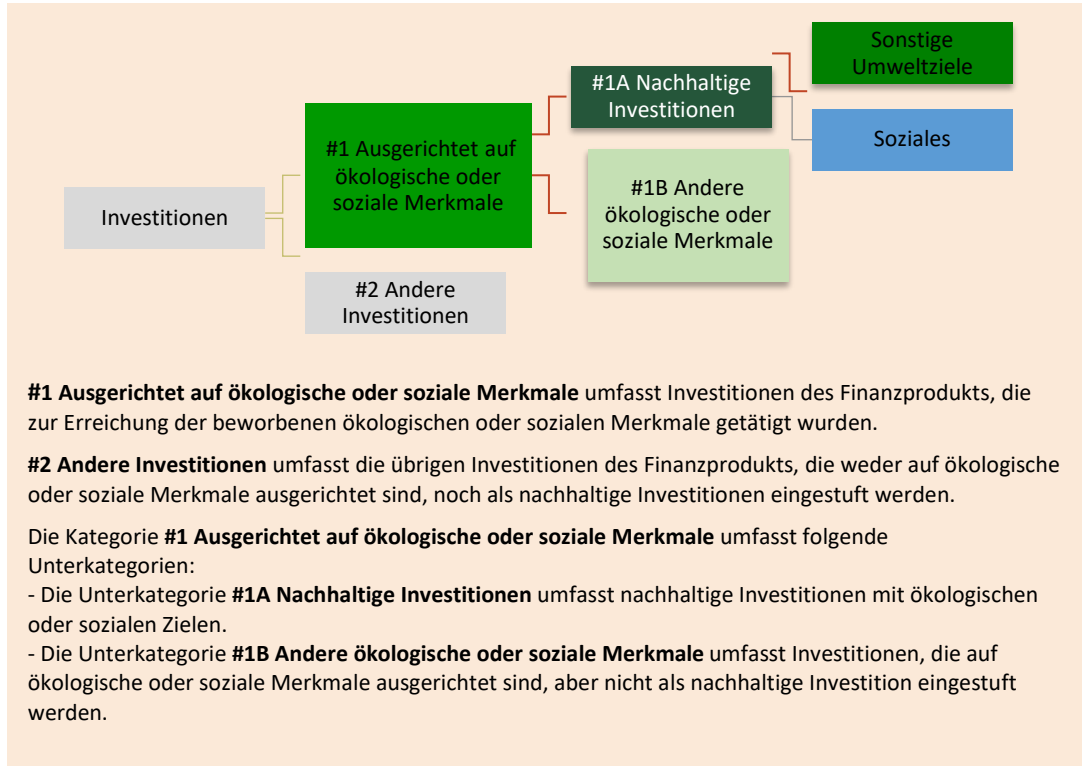 Sonstige
Umweltziele
#1A Nachhaltige
Investitionen
Soziales
#1 Ausgerichtet auf
ökologische oder
soziale Merkmale
#1B Andere
ökologische oder
soziale Merkmale
Investitionen
#2 Andere
Investitionen
#1 Ausgerichtet auf ökologische oder soziale Merkmale umfasst Investitionen des Finanzprodukts, die
zur Erreichung der beworbenen ökologischen oder sozialen Merkmale getätigt wurden.
#2 Andere Investitionen umfasst die übrigen Investitionen des Finanzprodukts, die weder auf ökologische
oder soziale Merkmale ausgerichtet sind, noch als nachhaltige Investitionen eingestuft werden.
Die Kategorie #1 Ausgerichtet auf ökologische oder soziale Merkmale umfasst folgende
Unterkategorien:
- Die Unterkategorie #1A Nachhaltige Investitionen umfasst nachhaltige Investitionen mit ökologischen
oder sozialen Zielen.
- Die Unterkategorie #1B Andere ökologische oder soziale Merkmale umfasst Investitionen, die auf
ökologische oder soziale Merkmale ausgerichtet sind, aber nicht als nachhaltige Investition eingestuft
werden.